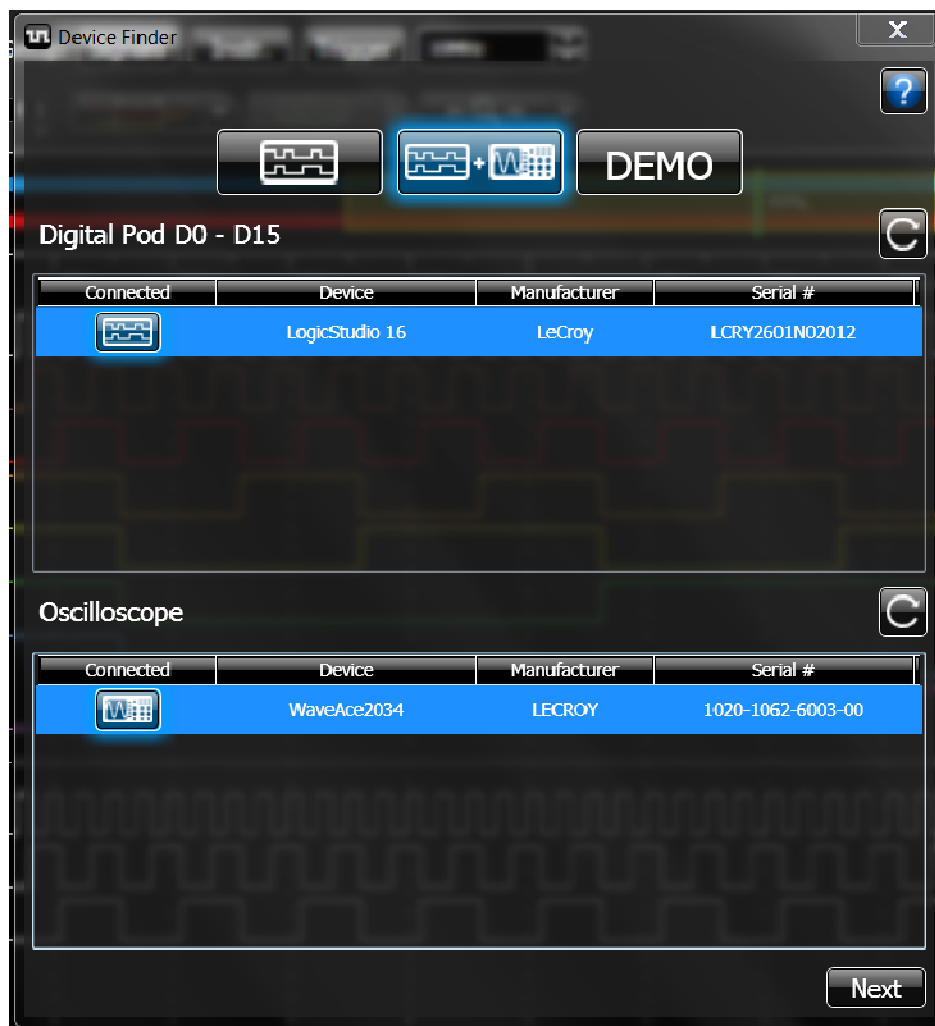 Device Finder
X
?
DEMO
Digital Pod D0 - D15
Connected Device Manufacturer Serial #
LogicStudio 16 LeCroy LCRY2601N02012
Oscilloscope
Connected Device Manufacturer Serial #
WaveAce2034 LECROY 1020-1062-6003-00
Next